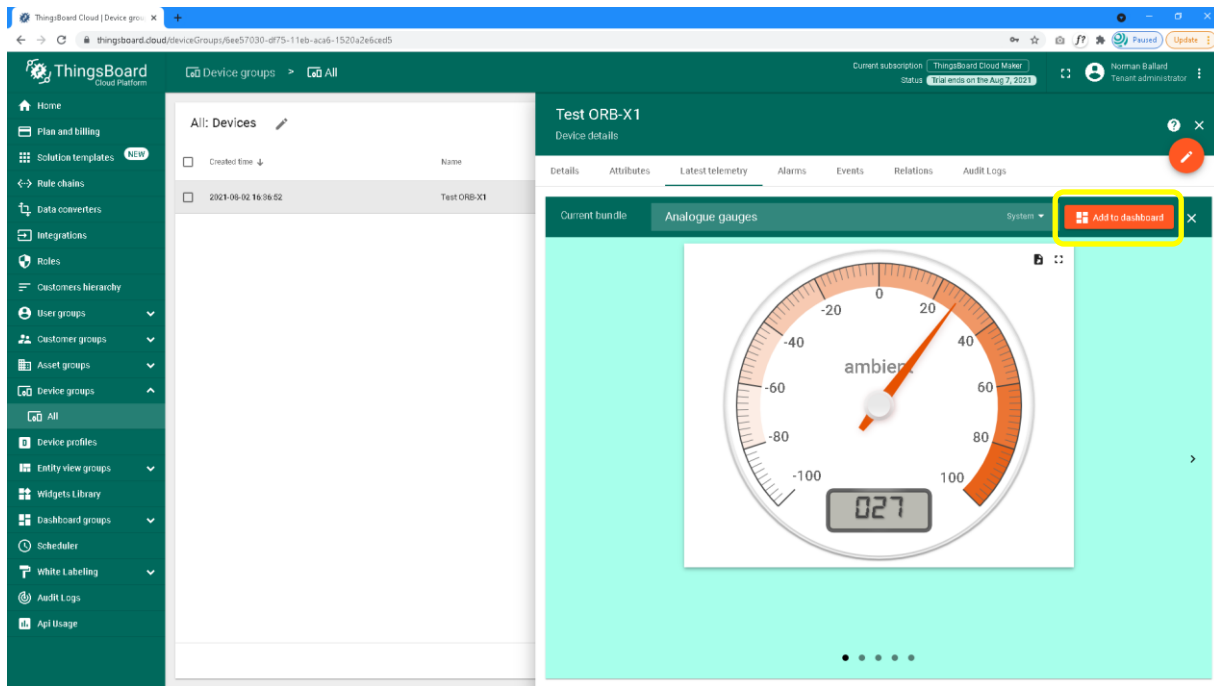 ThingsBoard Cloud | Device grou
thingsboard.cloud/deviceGroups/6ee57030-df75-11eb-aca6-1520a2e6ced5
f?
Paused
Update
ThingsBoard
Cloud Platform
Device groups > All
Current subscription ThingsBoard Cloud Maker
Status Trial ends on the Aug 7, 2021
Norman Ballard
Tenant administrator
Home
Plan and billing
Solution templates NEW
Rule chains
Data converters
Integrations
Roles
Customers hierarchy
User groups
Customer groups
Asset groups
Device groups
All
Device profiles
Entity view groups
Widgets Library
Dashboard groups
Scheduler
White Labeling
Audit Logs
Api Usage
All: Devices
Created time Name
2021-08-02 16:36:52 Test ORB-X1
Test ORB-X1
Device details
Details Attributes Latest telemetry Alarms Events Relations Audit Logs
Current bundle Analogue gauges System Add to dashboard
0
-20 20
-40 40
ambient
-60 60
-80 80
-100 100
027